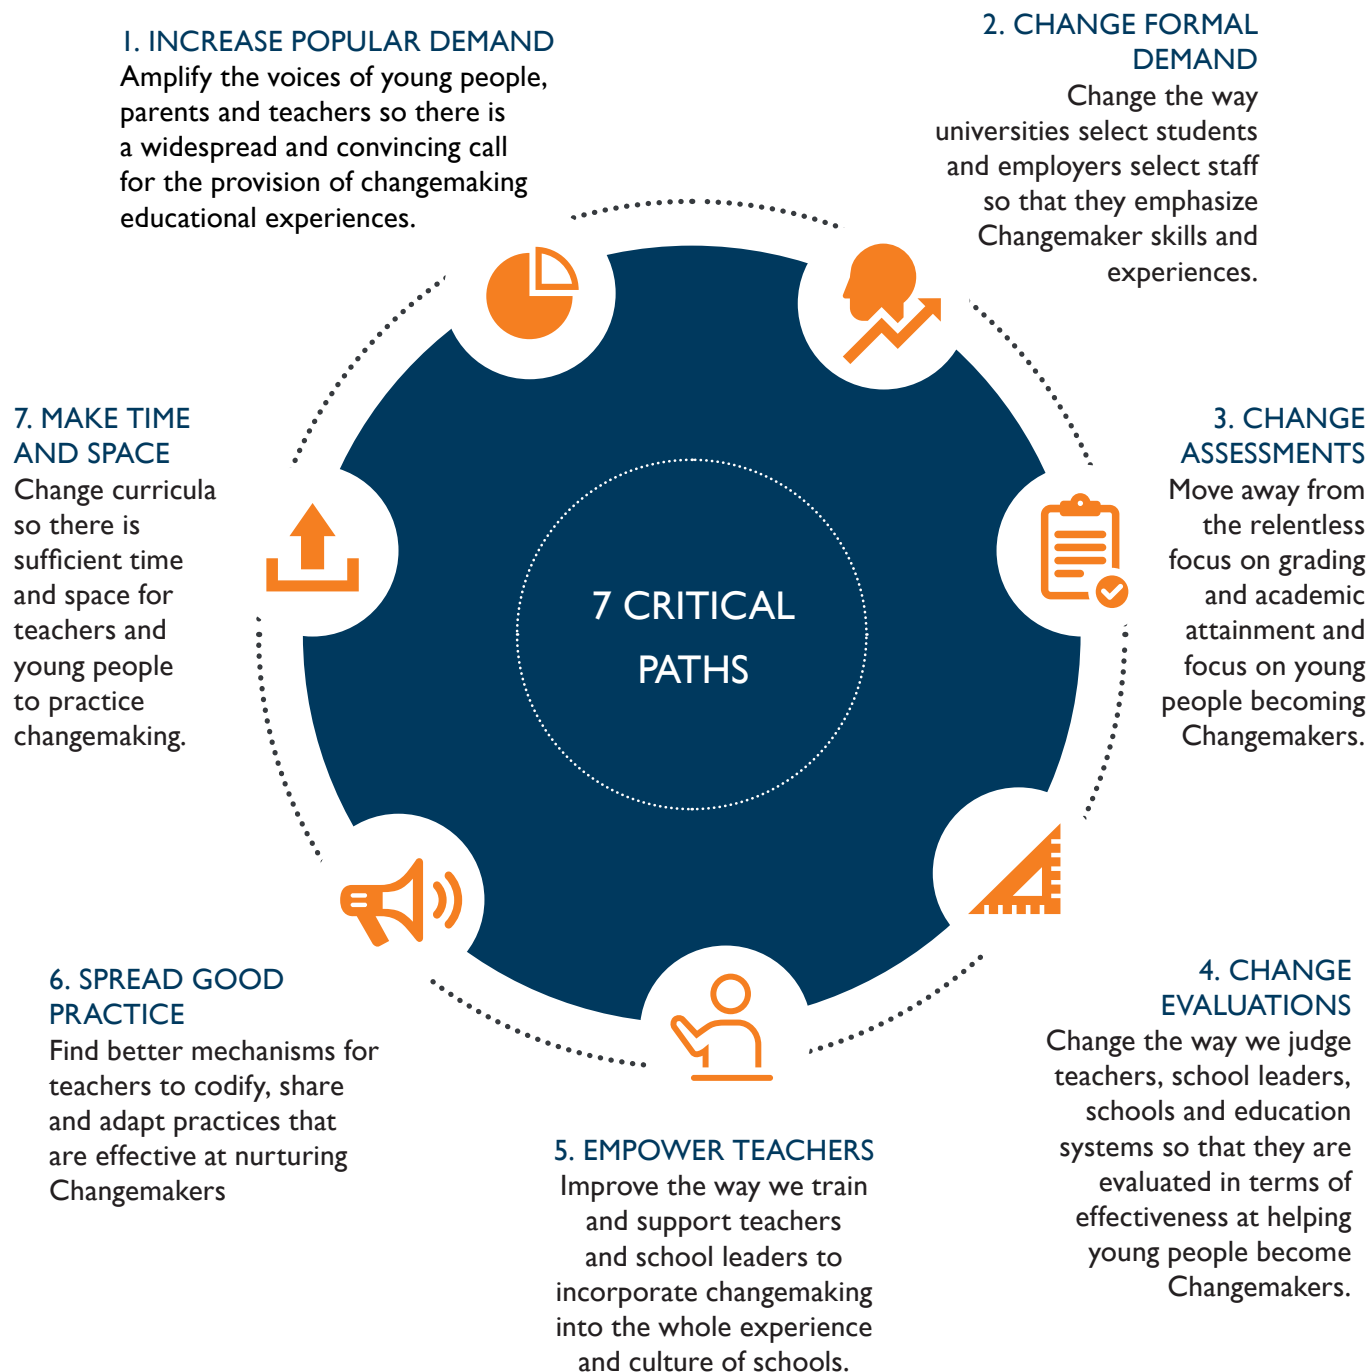 1. INCREASE POPULAR DEMAND
Amplify the voices of young people,
parents and teachers so there is
a widespread and convincing call
for the provision of changemaking
educational experiences.
2. CHANGE FORMAL
DEMAND
Change the way
universities select students
and employers select staff
so that they emphasize
Changemaker skills and
experiences.
3. CHANGE
ASSESSMENTS
Move away from
the relentless
focus on grading
and academic
attainment and
focus on young
people becoming
Changemakers.
4. CHANGE
EVALUATIONS
Change the way we judge
teachers, school leaders,
schools and education
systems so that they are
evaluated in terms of
effectiveness at helping
young people become
Changemakers.
5. EMPOWER TEACHERS
Improve the way we train
and support teachers
and school leaders to
incorporate changemaking
into the whole experience
and culture of schools.
6. SPREAD GOOD
PRACTICE
Find better mechanisms for
teachers to codify, share
and adapt practices that
are effective at nurturing
Changemakers
7. MAKE TIME
AND SPACE
Change curricula
so there is
sufficient time
and space for
teachers and
young people
to practice
changemaking.
7 CRITICAL
PATHS